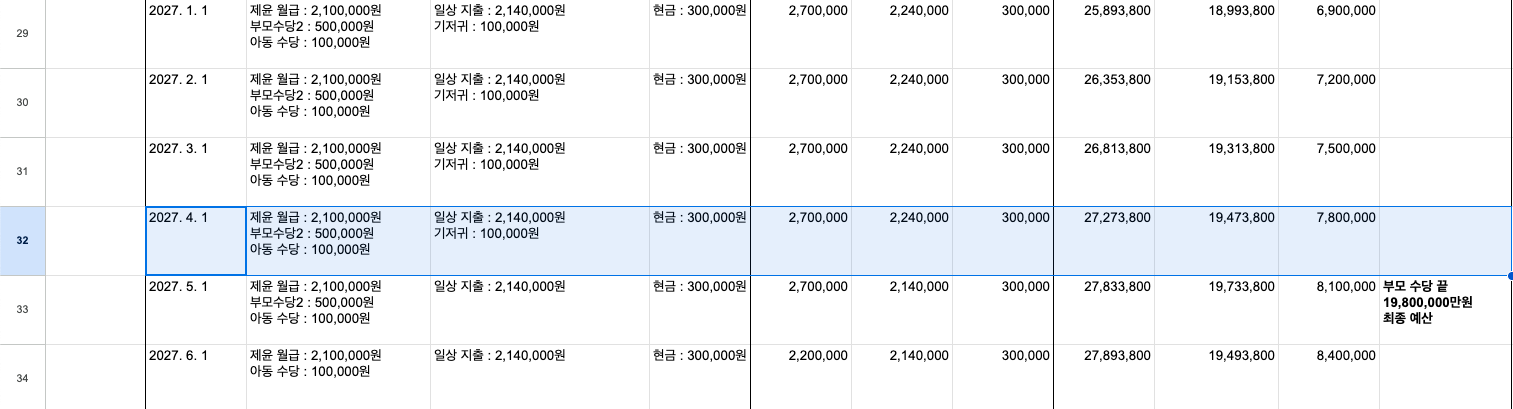 29 2027. 1. 1 제윤 월급 : 2,100,000원 일상 지출 : 2,140,000원 현금 : 300,000원 2,700,000 2,240,000 300,000 25,893,800 18,993,800 6,900,000
부모수당2 : 500,000원 기저귀 : 100,000원
아동 수당 : 100,000원
30 2027. 2. 1 제윤 월급 : 2,100,000원 일상 지출 : 2,140,000원 현금 : 300,000원 2,700,000 2,240,000 300,000 26,353,800 19,153,800 7,200,000
부모수당2 : 500,000원 기저귀 : 100,000원
아동 수당 : 100,000원
31 2027. 3. 1 제윤 월급 : 2,100,000원 일상 지출 : 2,140,000원 현금 : 300,000원 2,700,000 2,240,000 300,000 26,813,800 19,313,800 7,500,000
부모수당2 : 500,000원 기저귀 : 100,000원
아동 수당 : 100,000원
32 2027. 4. 1 제윤 월급 : 2,100,000원 일상 지출 : 2,140,000원 현금 : 300,000원 2,700,000 2,240,000 300,000 27,273,800 19,473,800 7,800,000
부모수당2 : 500,000원 기저귀 : 100,000원
아동 수당 : 100,000원
33 2027. 5. 1 제윤 월급 : 2,100,000원 일상 지출 : 2,140,000원 현금 : 300,000원 2,700,000 2,140,000 300,000 27,833,800 19,733,800 8,100,000 부모 수당 끝
부모수당2 : 500,000원 19,800,000만원
아동 수당 : 100,000원 최종 예산
34 2027. 6. 1 제윤 월급 : 2,100,000원 일상 지출 : 2,140,000원 현금 : 300,000원 2,200,000 2,140,000 300,000 27,893,800 19,493,800 8,400,000
아동 수당 : 100,000원